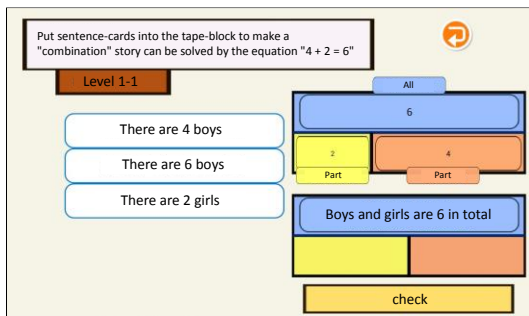 Put sentence-cards into the tape-block to make a
"combination" story can be solved by the equation "4 + 2 = 6"
Level 1-1
All
6
There are 4 boys
2
4
There are 6 boys
Part
Part
There are 2 girls
Boys and girls are 6 in total
check